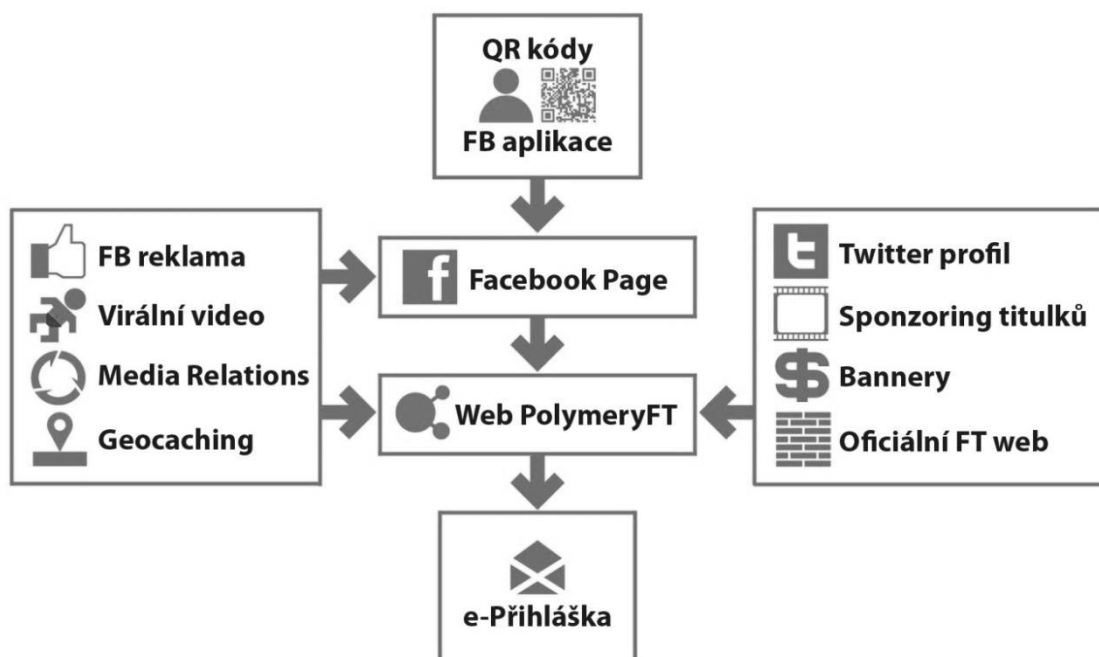 QR kódy
FB aplikace
FB reklama
Virální video
Media Relations
Geocaching
Facebook Page
Web PolymeryFT
e-Přihláška
Twitter profil
Sponzoring titulků
Bannery
Oficiální FT web